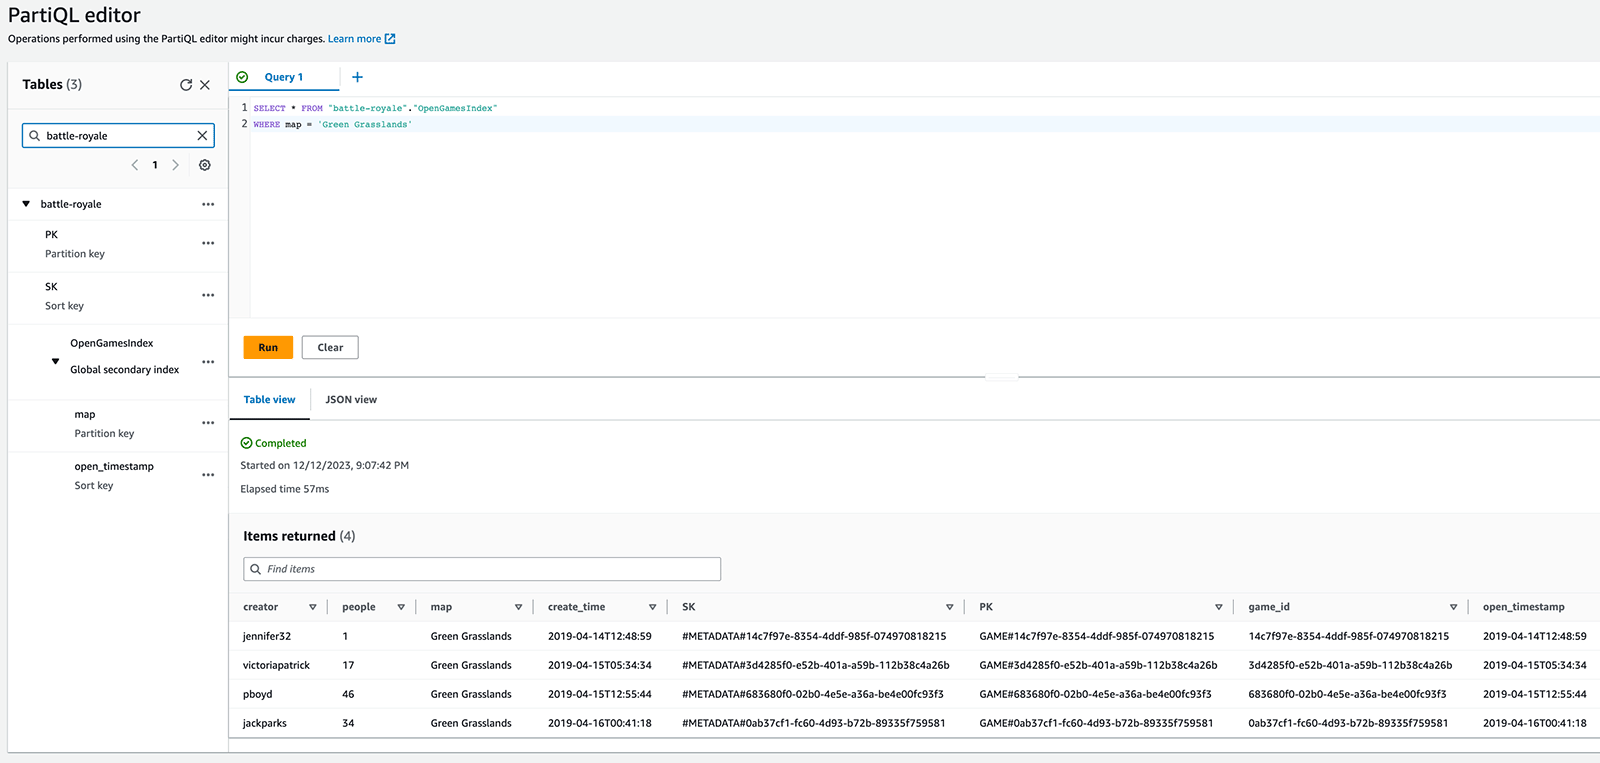 PartiQL editor
Operations performed using the PartiQL editor might incur charges. Learn more
Tables (3)
battle-royale
1
battle-royale
PK
Partition key
SK
Sort key
OpenGamesIndex
Global secondary index
map
Partition key
open_timestamp
Sort key
Query 1
1 SELECT * FROM "battle-royale"."OpenGamesIndex"
2 WHERE map = 'Green Grasslands'
Run Clear
Table view JSON view
Completed
Started on 12/12/2023, 9:07:42 PM
Elapsed time 57ms
Items returned (4)
Find items
creator people map create_time SK PK game_id open_timestamp
jennifer32 1 Green Grasslands 2019-04-14T12:48:59 #METADATA#14c7f97e-8354-4ddf-985f-074970818215 GAME#14c7f97e-8354-4ddf-985f-074970818215 14c7f97e-8354-4ddf-985f-074970818215 2019-04-14T12:48:59
victoriapatrick 17 Green Grasslands 2019-04-15T05:34:34 #METADATA#3d4285f0-e52b-401a-a59b-112b38c4a26b GAME#3d4285f0-e52b-401a-a59b-112b38c4a26b 3d4285f0-e52b-401a-a59b-112b38c4a26b 2019-04-15T05:34:34
pboyd 46 Green Grasslands 2019-04-15T12:55:44 #METADATA#683680f0-02b0-4e5e-a36a-be4e00fc93f3 GAME#683680f0-02b0-4e5e-a36a-be4e00fc93f3 683680f0-02b0-4e5e-a36a-be4e00fc93f3 2019-04-15T12:55:44
jackparks 34 Green Grasslands 2019-04-16T00:41:18 #METADATA#0ab37cf1-fc60-4d93-b72b-89335f759581 GAME#0ab37cf1-fc60-4d93-b72b-89335f759581 0ab37cf1-fc60-4d93-b72b-89335f759581 2019-04-16T00:41:18